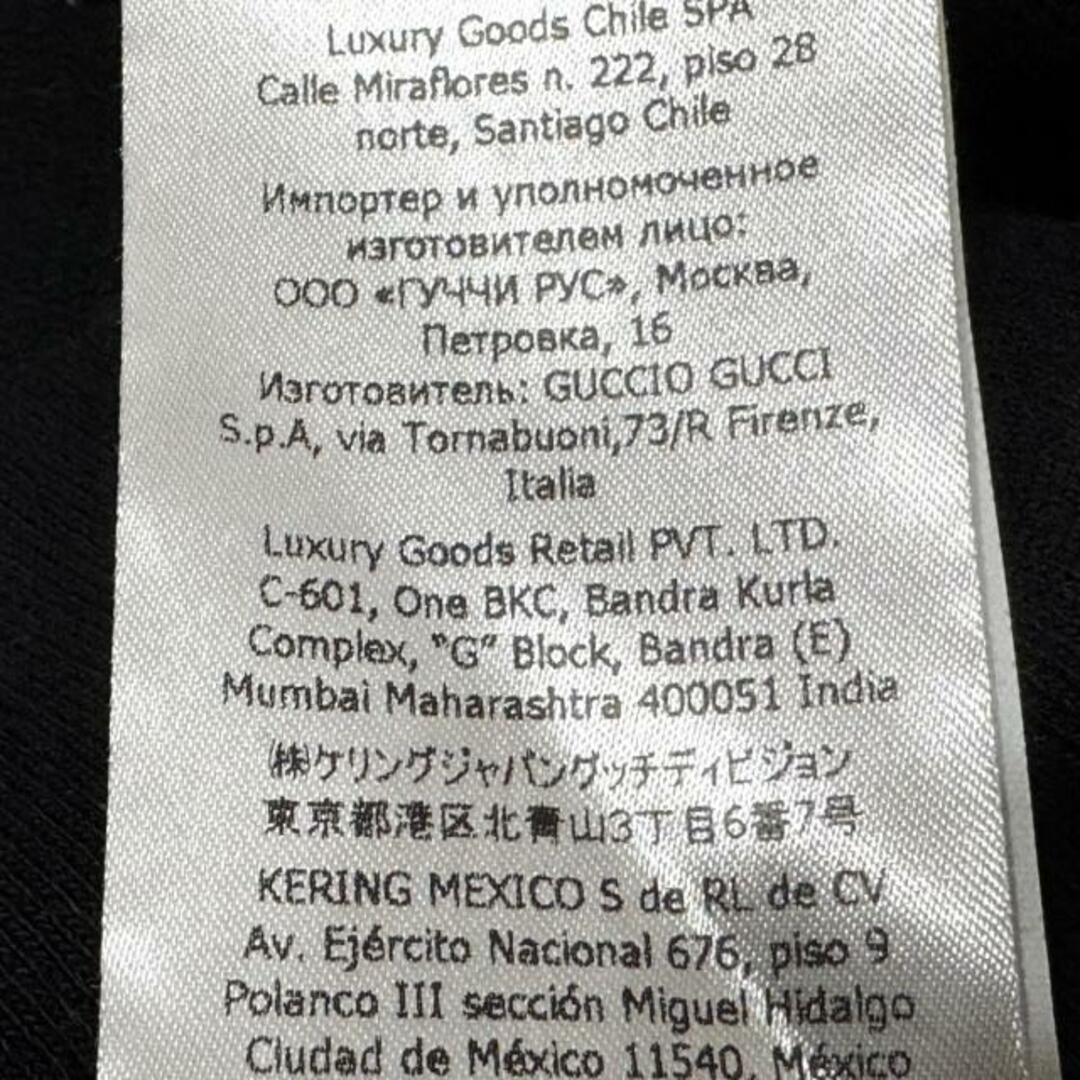 Luxury Goods Chile SPA
Calle Miraflores n. 222, piso 28
norte, Santiago Chile
Импортер и уполномоченное
изготовителем лицо:
ООО «ГУЧЧИ РУС», Москва,
Петровка, 16
Изготовитель: GUCCIO GUCCI
S.p.A, via Tornabuoni,73/R Firenze,
Italia
Luxury Goods Retail PVT. LTD.
C-601, One BKC, Bandra Kurla
Complex, "G" Block, Bandra (E)
Mumbai Maharashtra 400051 India
㈱ケリングジャパングッチディビジョン
東京都港区北青山3丁目6番7号
KERING MEXICO S de RL de CV
Av. Ejército Nacional 676, piso 9
Polanco III sección Miguel Hidalgo
Ciudad de México 11540, México